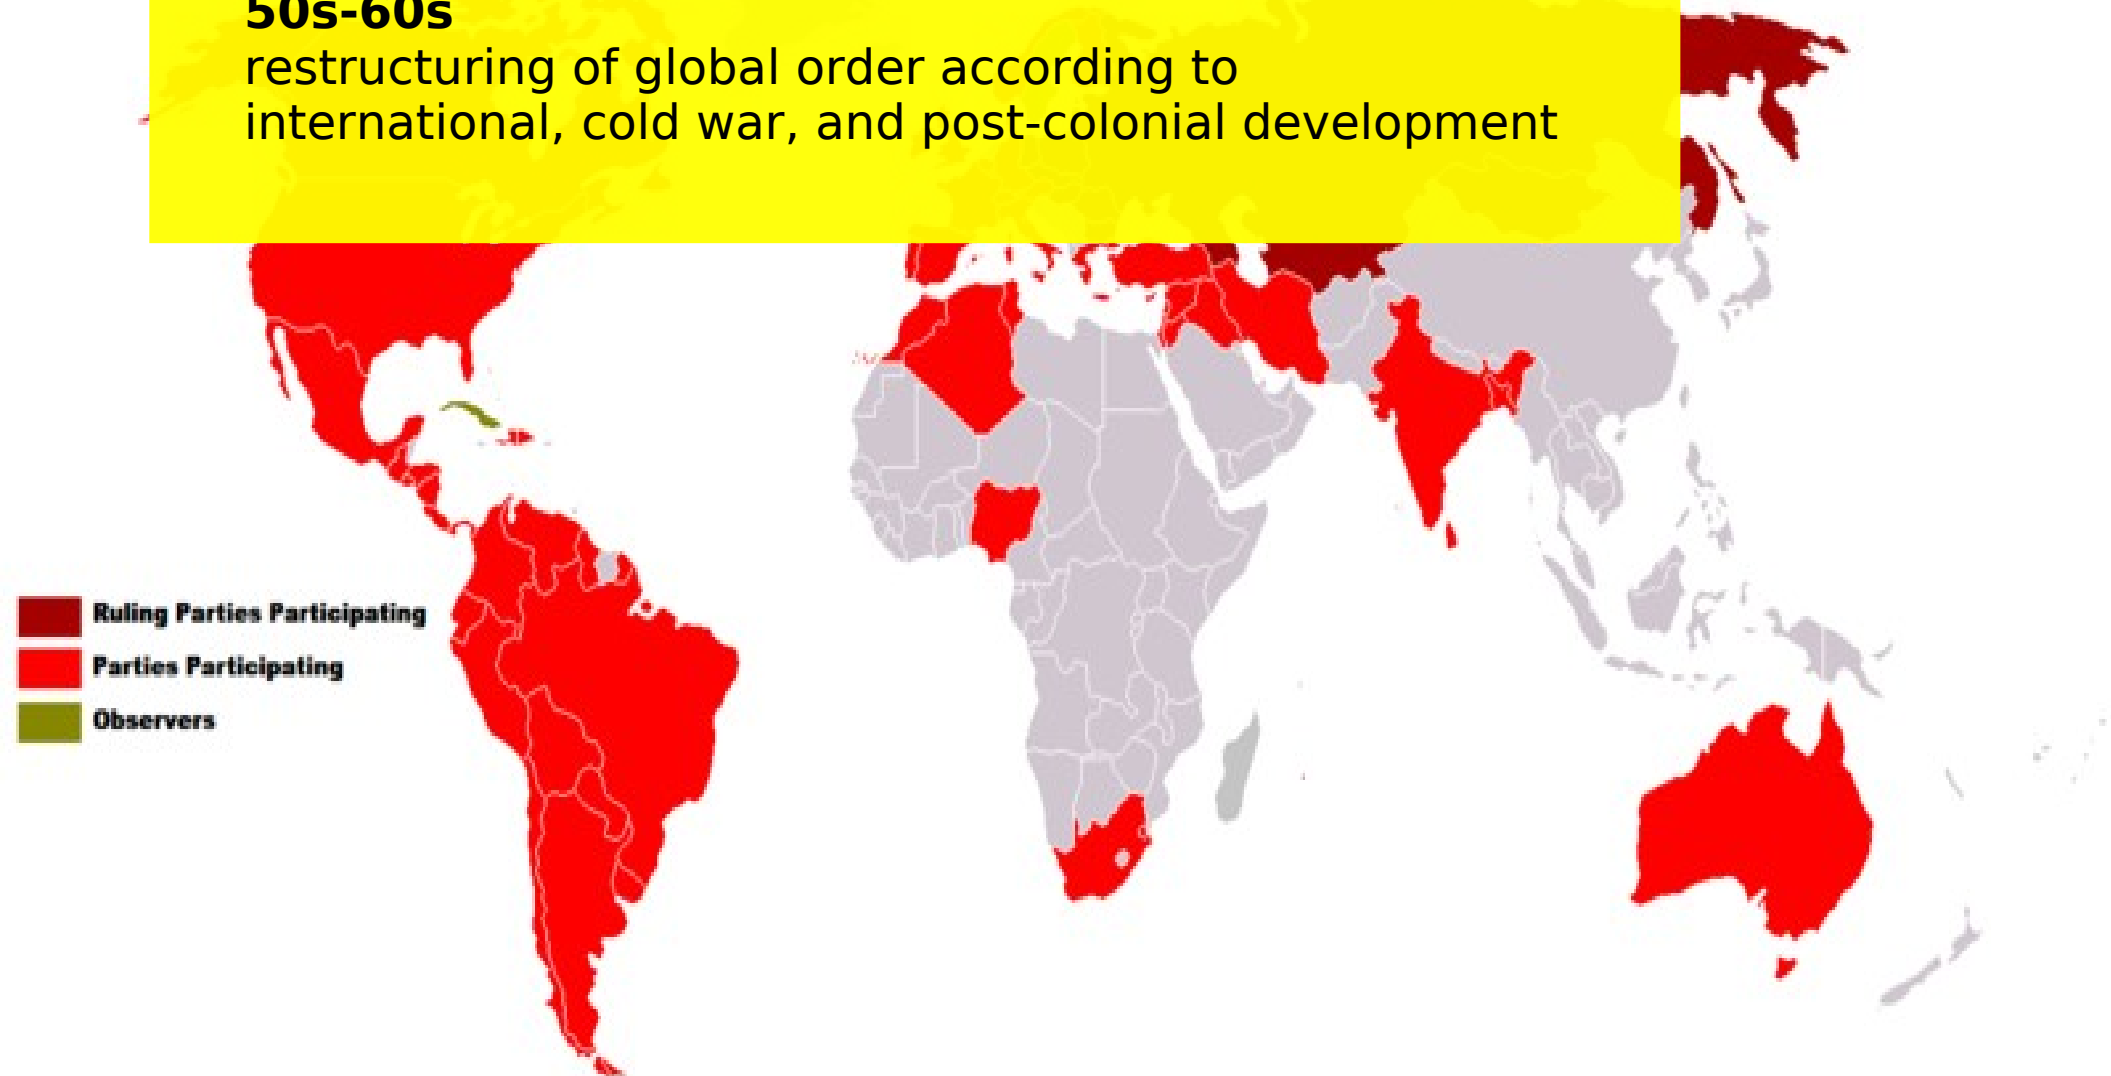 50s-60s
restructuring of global order according to
international, cold war, and post-colonial development
Ruling Parties Participating
Parties Participating
Observers